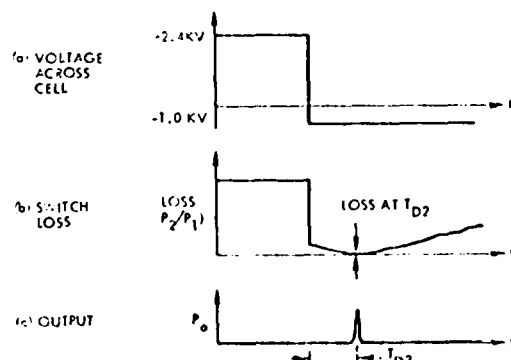 -2.4KV
(a) VOLTAGE
ACROSS
CELL
-1.0 KV
LOSS
P2/P1)
LOSS AT TD2
(b) SWITCH
LOSS
(c) OUTPUT
Po
TD2